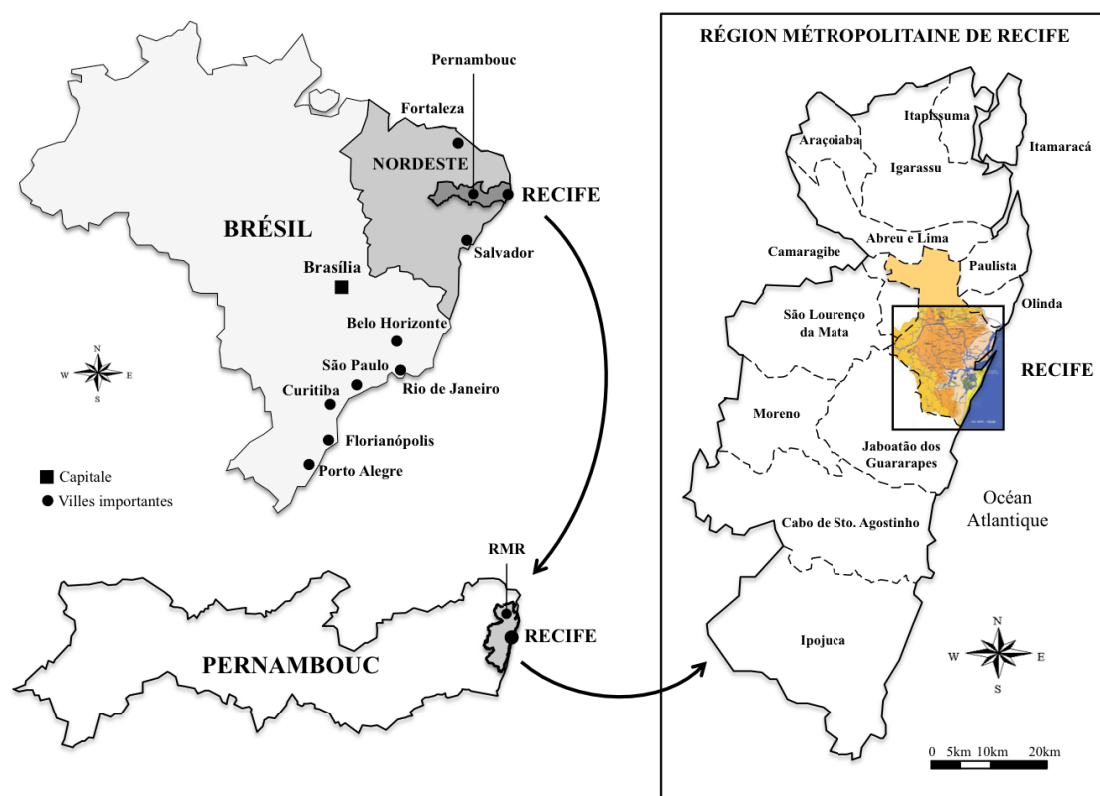 Pernambouc
Fortaleza
NORDESTE
RECIFE
BRÉSIL
Salvador
Brasília
Belo Horizonte
São Paulo
Rio de Janeiro
Curitiba
Florianópolis
Porto Alegre
N
W E
S
Capitale
Villes importantes
RMR
RECIFE
PERNAMBOUC
RÉGION MÉTROPOLITAINE DE RECIFE
Itapissuma
Araçoiaba
Itamaracá
Igarassu
Abreu e Lima
Camaragibe
Paulista
Olinda
São Lourenço
da Mata
RECIFE
Moreno
Jaboatão dos
Guararapes
Océan
Atlantique
Cabo de Sto. Agostinho
Ipojuca
N
W E
S
0 5km 10km 20km